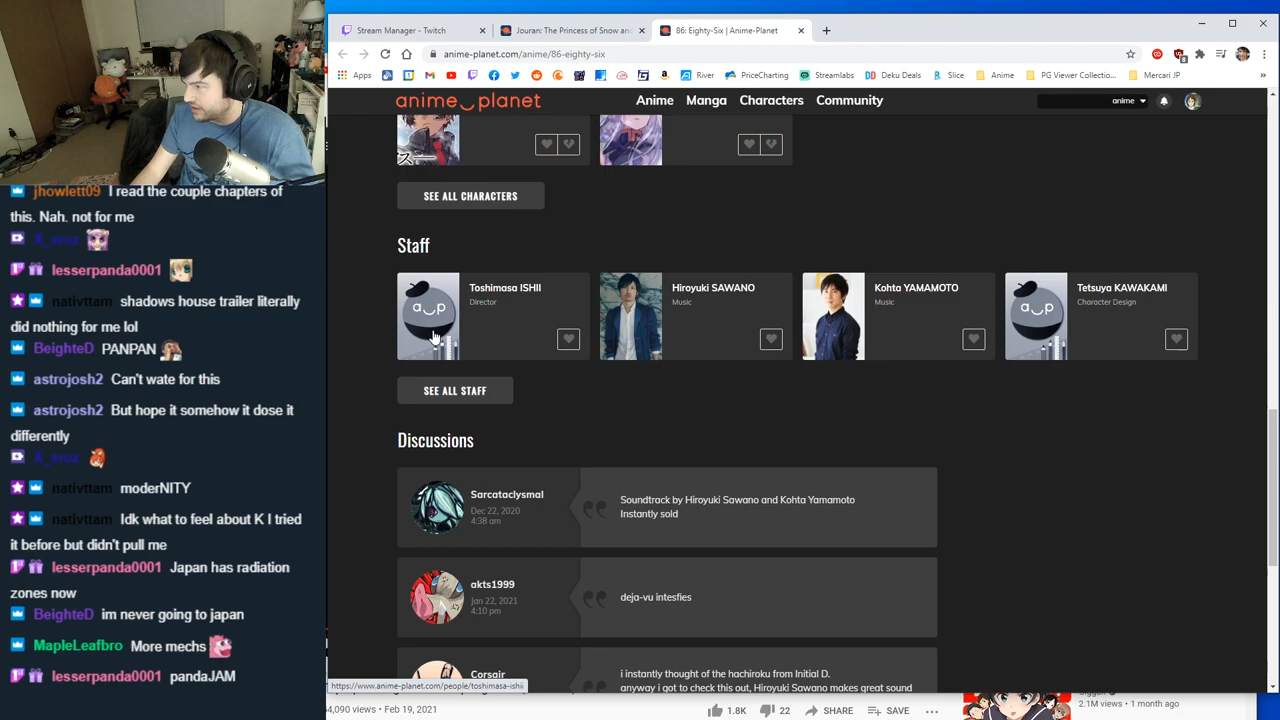 Stream Manager - Twitch
Jouran: The Princess of Snow an
86: Eighty-Six | Anime-Planet
anime-planet.com/anime/86-eighty-six
Apps
River
PriceCharting
Streamlabs
Deku Deals
Slice
Anime
PG Viewer Collectio...
Mercari JP
anime planet
Anime
Manga
Characters
Community
anime
スー
SEE ALL CHARACTERS
Staff
a p
Toshimasa ISHII
Director
Hiroyuki SAWANO
Music
Kohta YAMAMOTO
Music
a p
Tetsuya KAWAKAMI
Character Design
SEE ALL STAFF
Discussions
Sarcataclysmal
Dec 22, 2020
4:38 am
Soundtrack by Hiroyuki Sawano and Kohta Yamamoto
Instantly sold
akts1999
Jan 22, 2021
4:10 pm
deja-vu intesfies
Corsair
i instantly thought of the hachiroku from Initial D.
anyway i got to check this out, Hiroyuki Sawano makes great sound
https://www.anime-planet.com/people/toshimasa-ishii
4,090 views • Feb 19, 2021
1.8K
22
SHARE
SAVE
2.1M views • 1 month ago
jhowlett09 I read the couple chapters of
this. Nah. not for me
lesserpanda0001
nativttam shadows house trailer literally
did nothing for me lol
BeighteD PANPAN
astrojosh2 Can't wate for this
astrojosh2 But hope it somehow it dose it
differently
nativttam moderNITY
nativttam Idk what to feel about K I tried
it before but didn't pull me
lesserpanda0001 Japan has radiation
zones now
BeighteD im never going to japan
MapleLeafbro More mechs
lesserpanda0001 pandaJAM